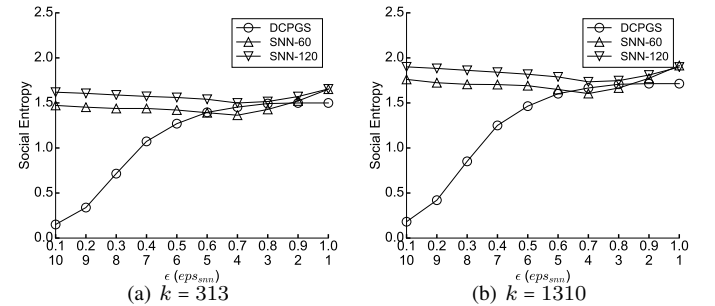 2.5
2.0
1.5
1.0
0.5
0.0
Social Entropy
DCPGS
SNN-60
SNN-120
0.1 0.2 0.3 0.4 0.5 0.6 0.7 0.8 0.9 1.0
10 9 8 7 6 5 4 3 2 1
ϵ (eps_snn)
(a) k = 313
2.5
2.0
1.5
1.0
0.5
0.0
Social Entropy
DCPGS
SNN-60
SNN-120
0.1 0.2 0.3 0.4 0.5 0.6 0.7 0.8 0.9 1.0
10 9 8 7 6 5 4 3 2 1
ϵ (eps_snn)
(b) k = 1310